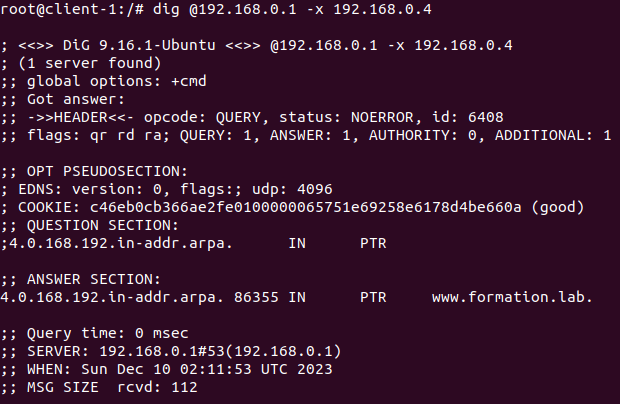 root@client-1:/# dig @192.168.0.1 -x 192.168.0.4
; <<>> DiG 9.16.1-Ubuntu <<>> @192.168.0.1 -x 192.168.0.4
; (1 server found)
;; global options: +cmd
;; Got answer:
;; ->>HEADER<<- opcode: QUERY, status: NOERROR, id: 6408
;; flags: qr rd ra; QUERY: 1, ANSWER: 1, AUTHORITY: 0, ADDITIONAL: 1
;; OPT PSEUDOSECTION:
; EDNS: version: 0, flags:; udp: 4096
; COOKIE: c46eb0cb366ae2fe0100000065751e69258e6178d4be660a (good)
;; QUESTION SECTION:
;4.0.168.192.in-addr.arpa. IN PTR
;; ANSWER SECTION:
4.0.168.192.in-addr.arpa. 86355 IN PTR www.formation.lab.
;; Query time: 0 msec
;; SERVER: 192.168.0.1#53(192.168.0.1)
;; WHEN: Sun Dec 10 02:11:53 UTC 2023
;; MSG SIZE rcvd: 112